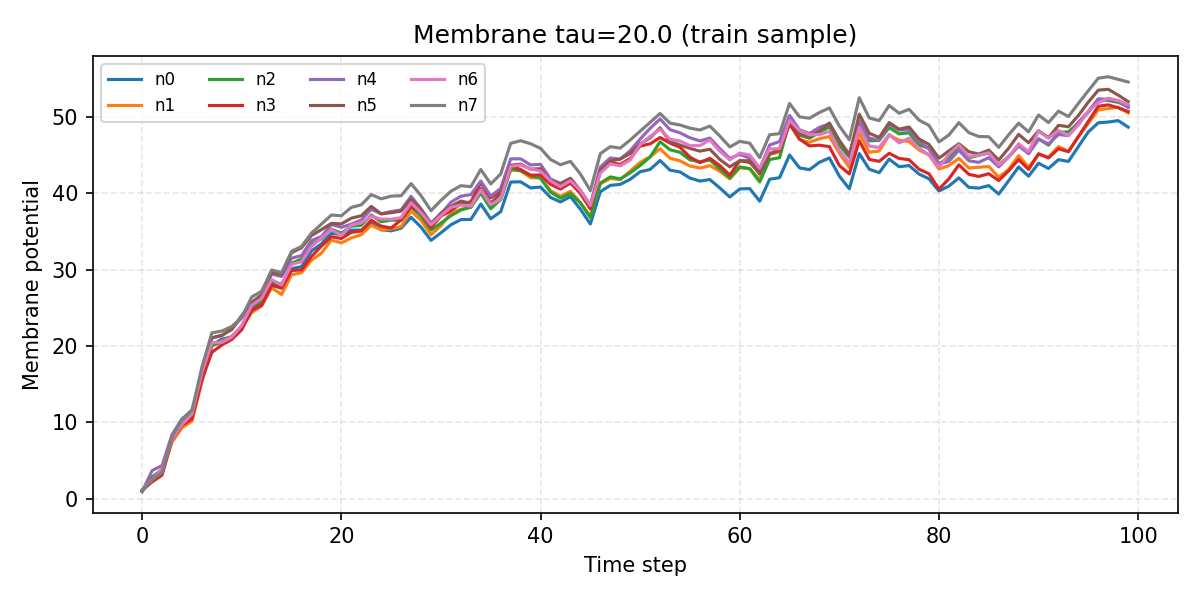 Membrane tau=20.0 (train sample)
n0 n2 n4 n6
n1 n3 n5 n7
Membrane potential
50
40
30
20
10
0
0 20 40 60 80 100
Time step